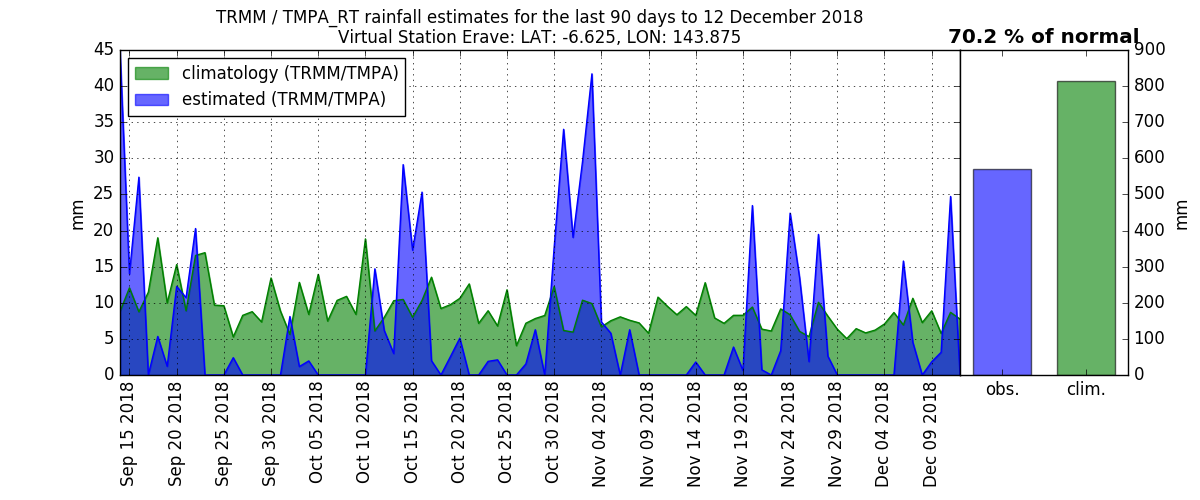 TRMM / TMPA_RT rainfall estimates for the last 90 days to 12 December 2018
Virtual Station Erave: LAT: -6.625, LON: 143.875
70.2 % of normal
climatology (TRMM/TMPA)
estimated (TRMM/TMPA)
45
40
35
30
25
20
15
10
5
0
mm
Sep 15 2018
Sep 20 2018
Sep 25 2018
Sep 30 2018
Oct 05 2018
Oct 10 2018
Oct 15 2018
Oct 20 2018
Oct 25 2018
Oct 30 2018
Nov 04 2018
Nov 09 2018
Nov 14 2018
Nov 19 2018
Nov 24 2018
Nov 29 2018
Dec 04 2018
Dec 09 2018
obs.
clim.
900
800
700
600
500
400
300
200
100
0
mm